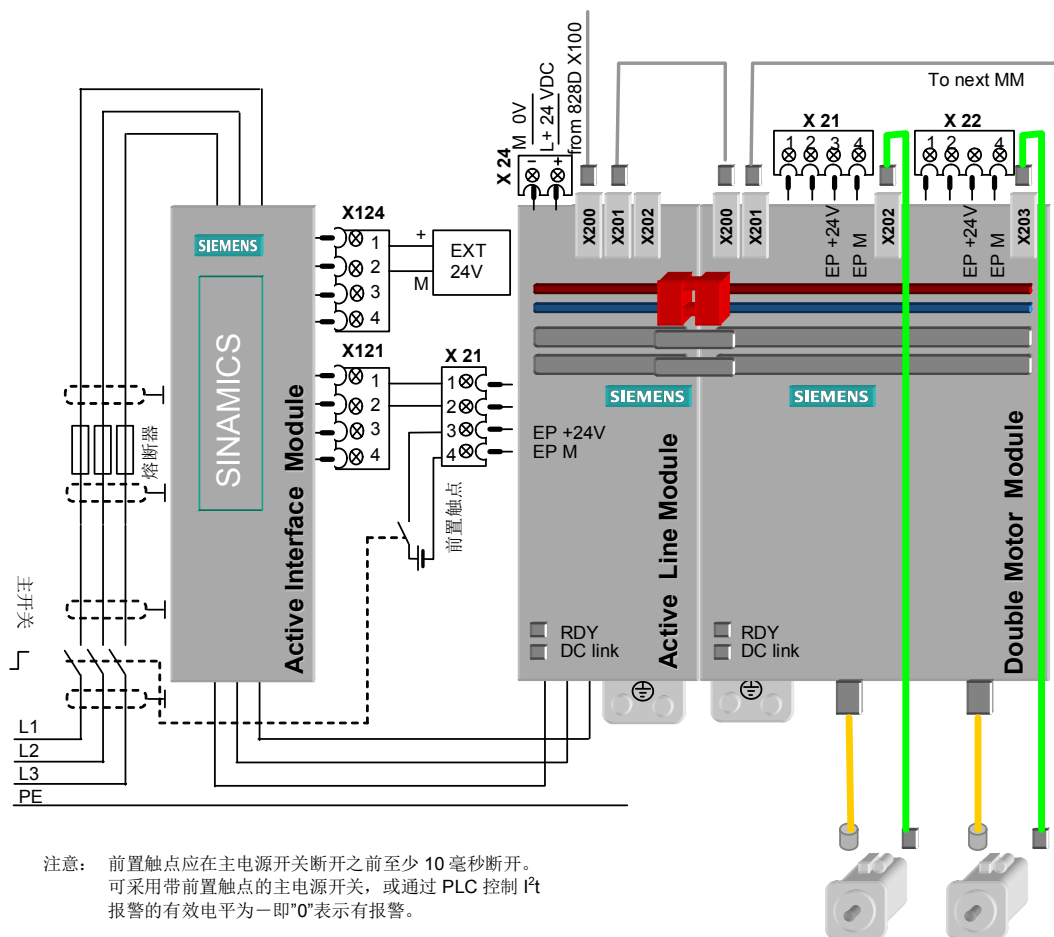 To next MM
M 0V
L+ 24 VDC
from 828D X100
X 24
- +
X 21
1 2 3 4
X 22
1 2 4
X200
X201
X202
X200
X201
X202
X203
EP +24V
EP M
EP +24V
EP M
X124
1
2
3
4
+
M
EXT
24V
SIEMENS
SINAMICS
Active Interface Module
X121
1
2
3
4
X 21
1
2
3
4
EP +24V
EP M
前置触点
SIEMENS
SIEMENS
Active Line Module
Double Motor Module
RDY
DC link
RDY
DC link
熔断器
主开关
L1
L2
L3
PE
注意： 前置触点应在主电源开关断开之前至少 10 毫秒断开。
可采用带前置触点的主电源开关，或通过 PLC 控制 I²t
报警的有效电平为－即"0"表示有报警。